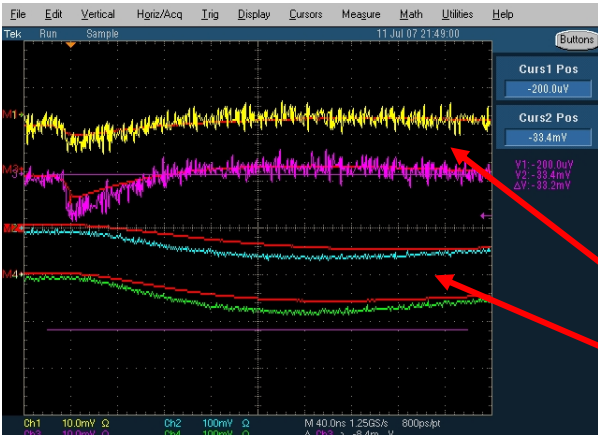 File Edit Vertical Horiz/Acq Trig Display Cursors Measure Math Utilities Help
Tek Run Sample 11 Jul 07 21:49:00 Buttons
Curs1 Pos
-200.0uV
Curs2 Pos
-33.4mV
V1: -200.0uV
V2: -33.4mV
ΔV: -33.2mV
M1
M4
Ch1 10.0mV Ω Ch2 100mV Ω M 40.0ns 1.25GS/s 800ps/pt